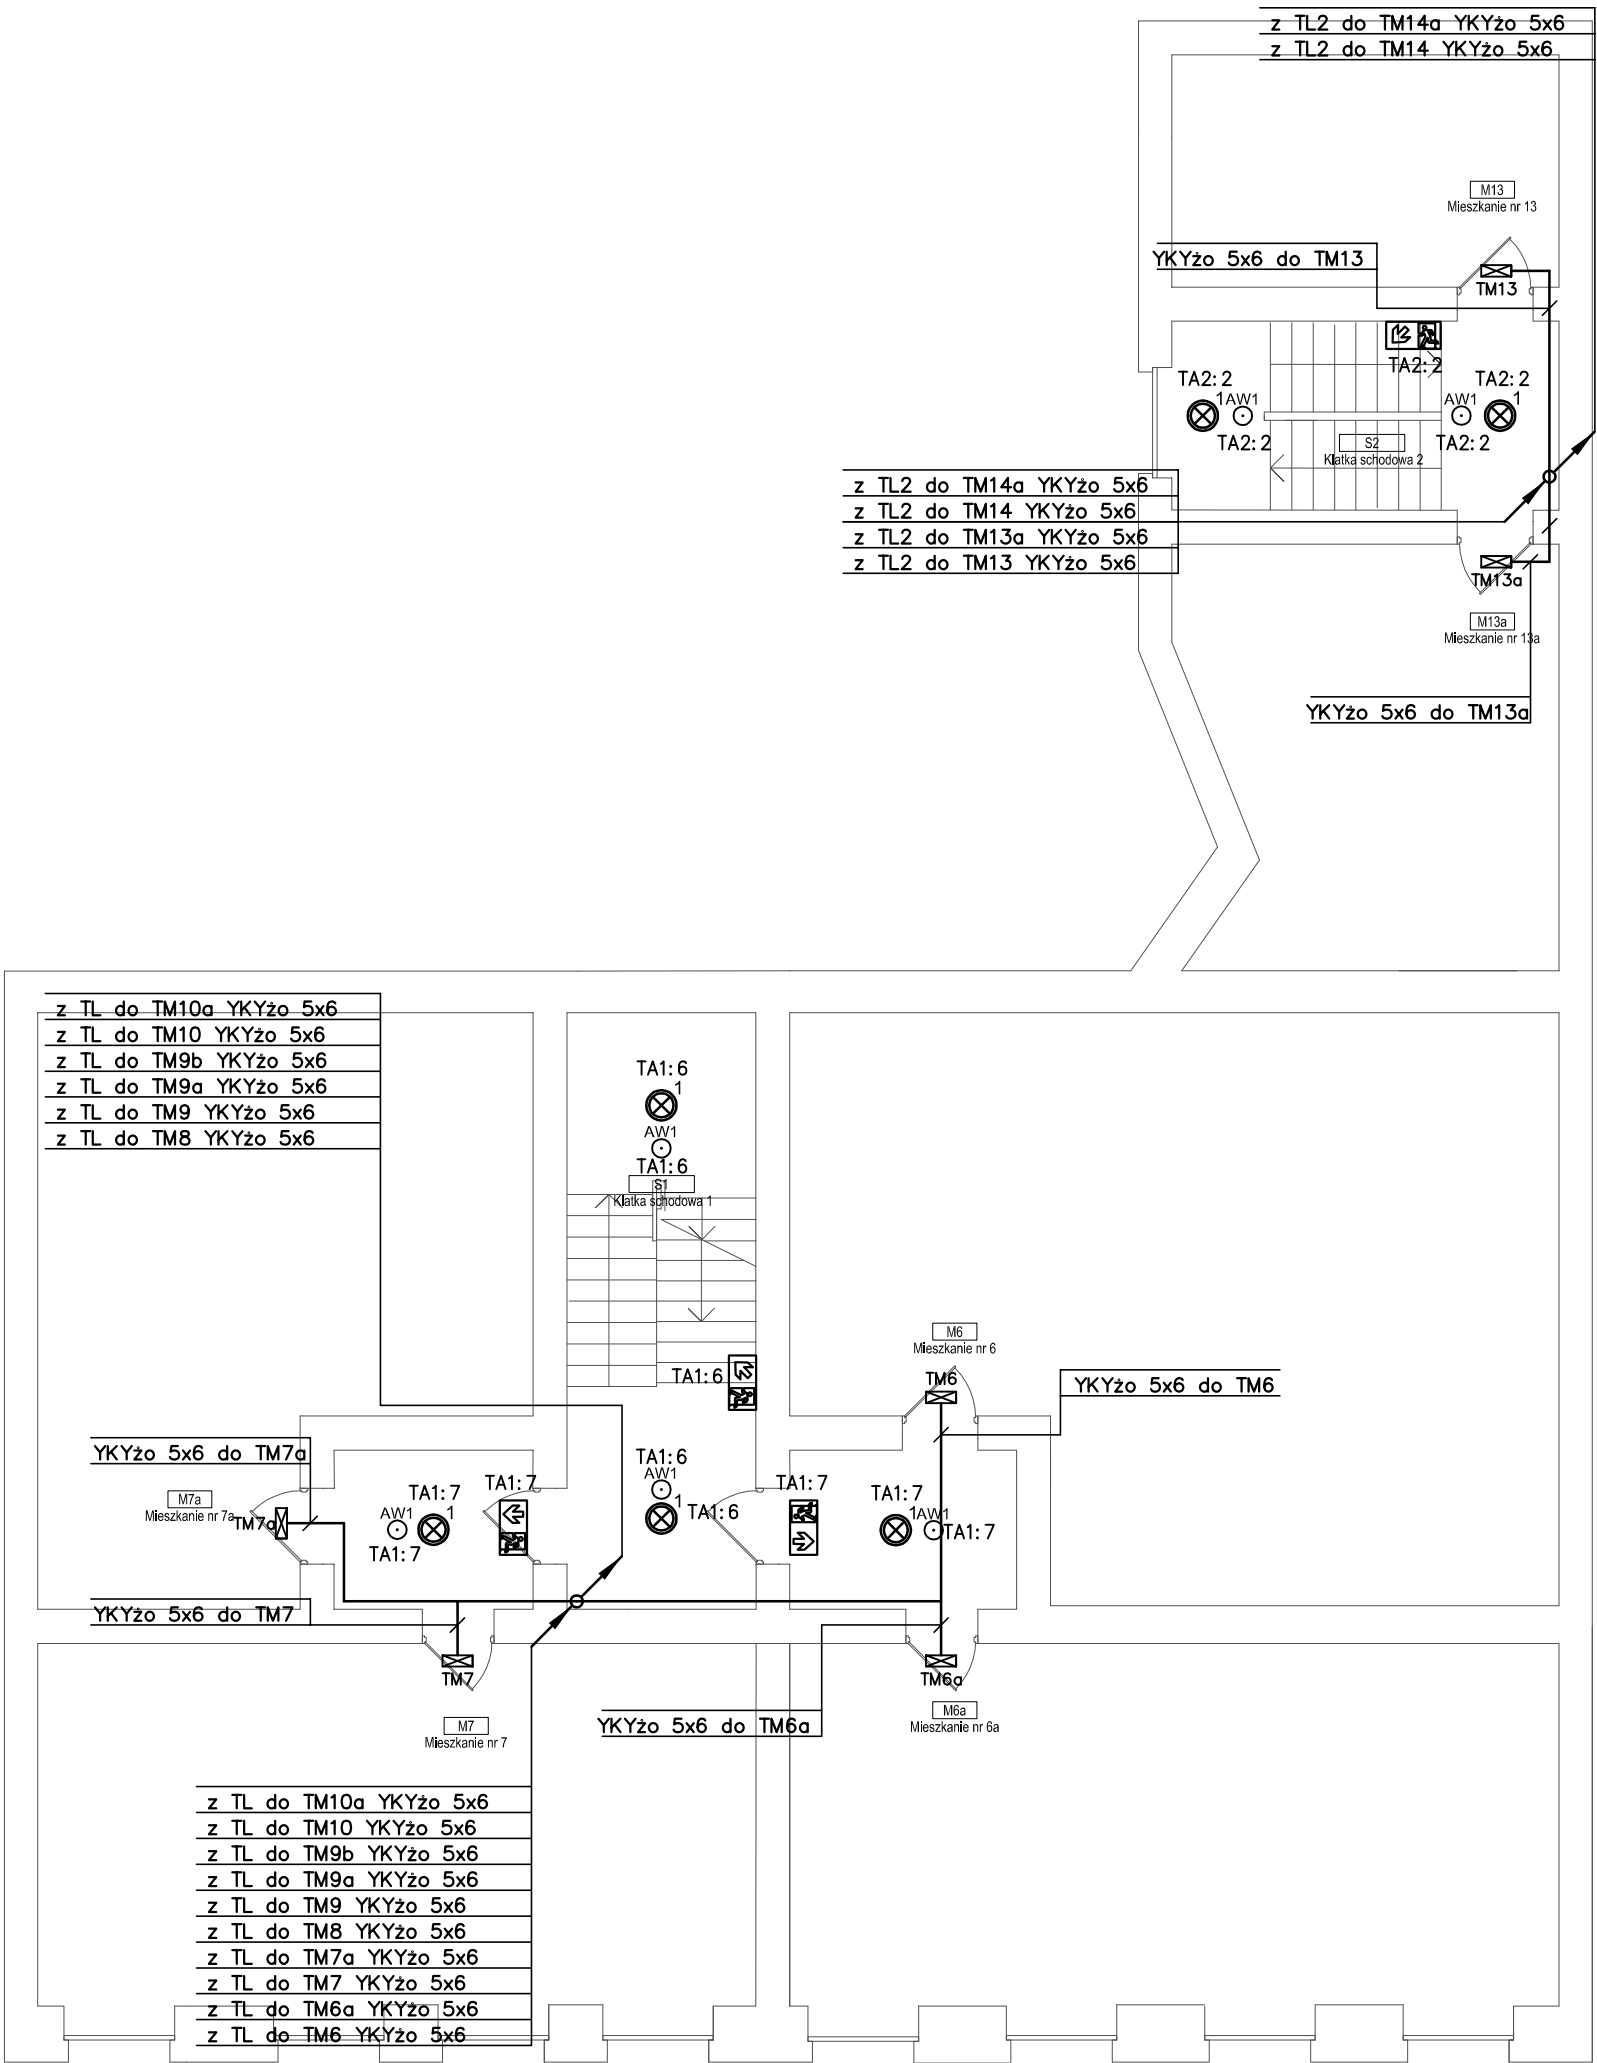 z TL2 do TM14a YKYżo 5x6
z TL2 do TM14 YKYżo 5x6
M13
Mieszkanie nr 13
YKYżo 5x6 do TM13
TM13
TA2:2
TA2:2
1
AW1
TA2:2
TA2:2
1
AW1
TA2:2
S2
Klatka schodowa 2
z TL2 do TM14a YKYżo 5x6
z TL2 do TM14 YKYżo 5x6
z TL2 do TM13a YKYżo 5x6
z TL2 do TM13 YKYżo 5x6
TM13a
M13a
Mieszkanie nr 13a
YKYżo 5x6 do TM13a
z TL do TM10a YKYżo 5x6
z TL do TM10 YKYżo 5x6
z TL do TM9b YKYżo 5x6
z TL do TM9a YKYżo 5x6
z TL do TM9 YKYżo 5x6
z TL do TM8 YKYżo 5x6
TA1:6
1
AW1
TA1:6
S1
Klatka schodowa 1
M6
Mieszkanie nr 6
TA1:6
TM6
YKYżo 5x6 do TM6
YKYżo 5x6 do TM7a
M7a
Mieszkanie nr 7a
TM7a
AW1
TA1:7
TA1:7
1
TA1:7
TA1:6
AW1
1
TA1:6
TA1:7
TA1:7
1
AW1
TA1:7
YKYżo 5x6 do TM7
TM7
M7
Mieszkanie nr 7
YKYżo 5x6 do TM6a
TM6a
M6a
Mieszkanie nr 6a
z TL do TM10a YKYżo 5x6
z TL do TM10 YKYżo 5x6
z TL do TM9b YKYżo 5x6
z TL do TM9a YKYżo 5x6
z TL do TM9 YKYżo 5x6
z TL do TM8 YKYżo 5x6
z TL do TM7a YKYżo 5x6
z TL do TM7 YKYżo 5x6
z TL do TM6a YKYżo 5x6
z TL do TM6 YKYżo 5x6